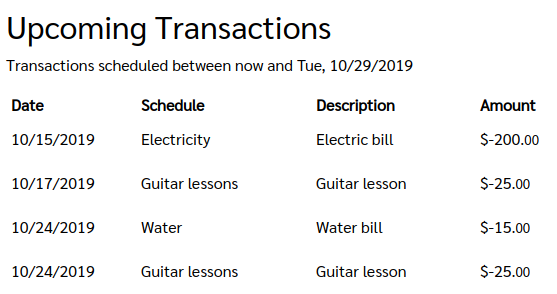 Upcoming Transactions
Transactions scheduled between now and Tue, 10/29/2019
Date Schedule Description Amount
10/15/2019 Electricity Electric bill $-200.00
10/17/2019 Guitar lessons Guitar lesson $-25.00
10/24/2019 Water Water bill $-15.00
10/24/2019 Guitar lessons Guitar lesson $-25.00